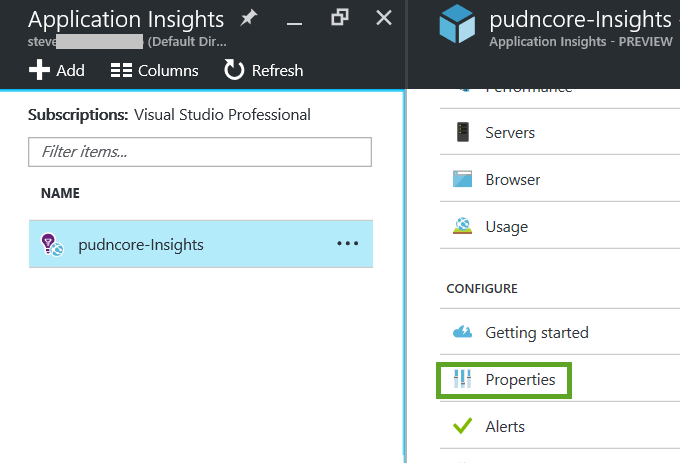 Application Insights
steve (Default Dir...
Add Columns Refresh
Subscriptions: Visual Studio Professional
Filter items...
NAME
pudncore-Insights
pudncore-Insights -
Application Insights - PREVIEW
Performance
Servers
Browser
Usage
CONFIGURE
Getting started
Properties
Alerts